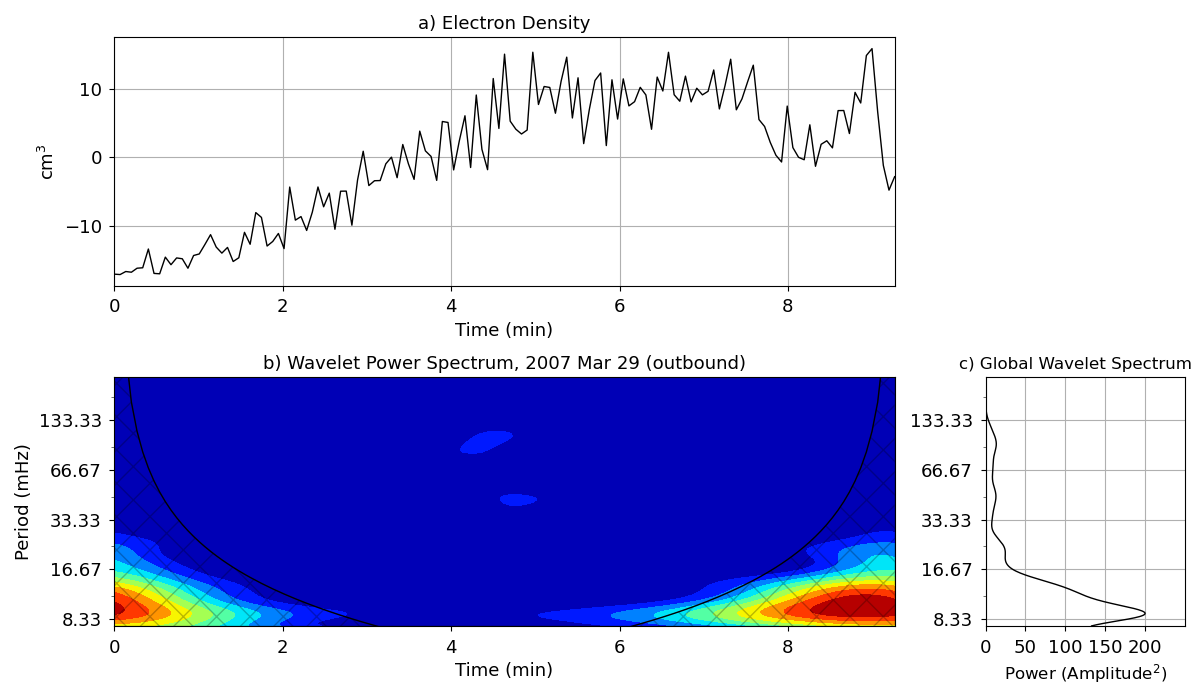 a) Electron Density
10
0
−10
cm³
0 2 4 6 8
Time (min)
b) Wavelet Power Spectrum, 2007 Mar 29 (outbound)
133.33
66.67
33.33
16.67
8.33
Period (mHz)
0 2 4 6 8
Time (min)
c) Global Wavelet Spectrum
133.33
66.67
33.33
16.67
8.33
0 50 100 150 200
Power (Amplitude²)